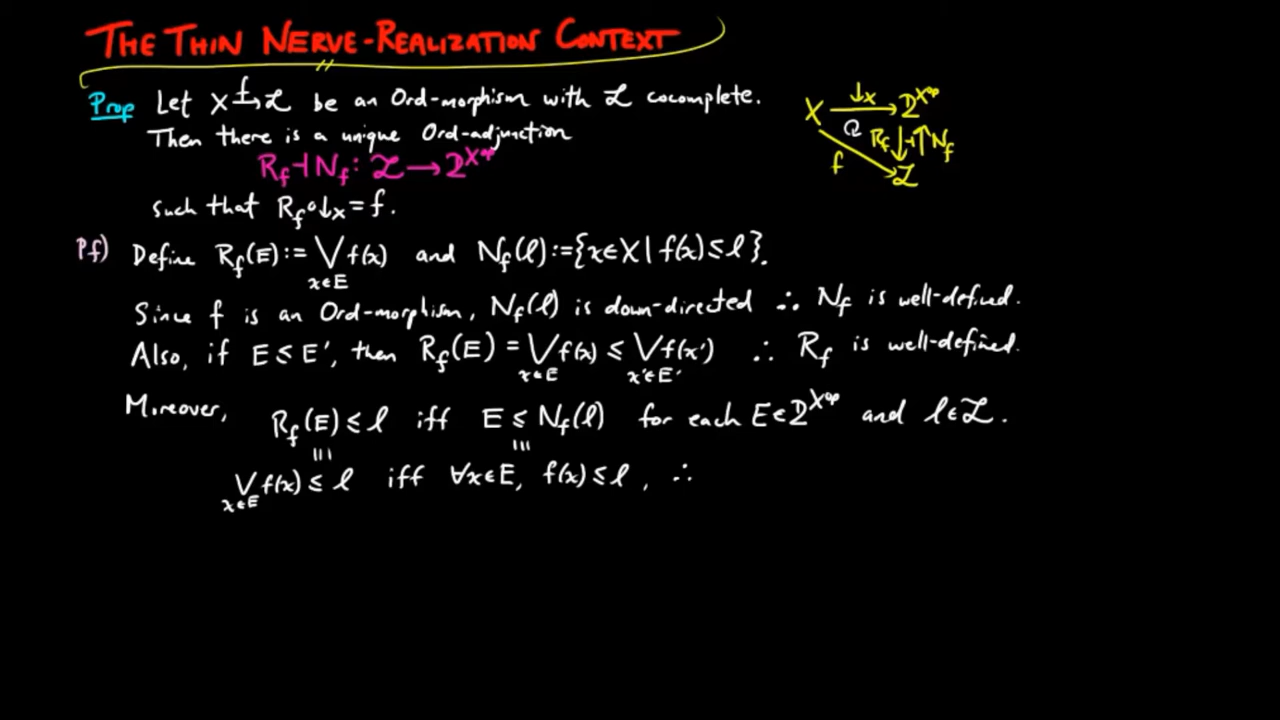 THE THIN NERVE-REALIZATION CONTEXT
Prop Let X →f ℒ be an Ord-morphism with ℒ cocomplete.
Then there is a unique Ord-adjunction
R_f ⊣ N_f : ℒ → 2^{X^op}
such that R_f ∘ ↓_X = f.
X →↓_X 2^{X^op}
R_f ↓ ⊣ ↑ N_f
f
ℒ
Pf) Define R_f(E) := ⋁_{x∈E} f(x) and N_f(l) := {x∈X | f(x) ≤ l}.
Since f is an Ord-morphism, N_f(l) is down-directed ∴ N_f is well-defined.
Also, if E ≤ E′, then R_f(E) = ⋁_{x∈E} f(x) ≤ ⋁_{x′∈E′} f(x′) ∴ R_f is well-defined.
Moreover, R_f(E) ≤ l iff E ≤ N_f(l) for each E ∈ 2^{X^op} and l ∈ ℒ.
⋁_{x∈E} f(x) ≤ l iff ∀x∈E, f(x) ≤ l, ∴